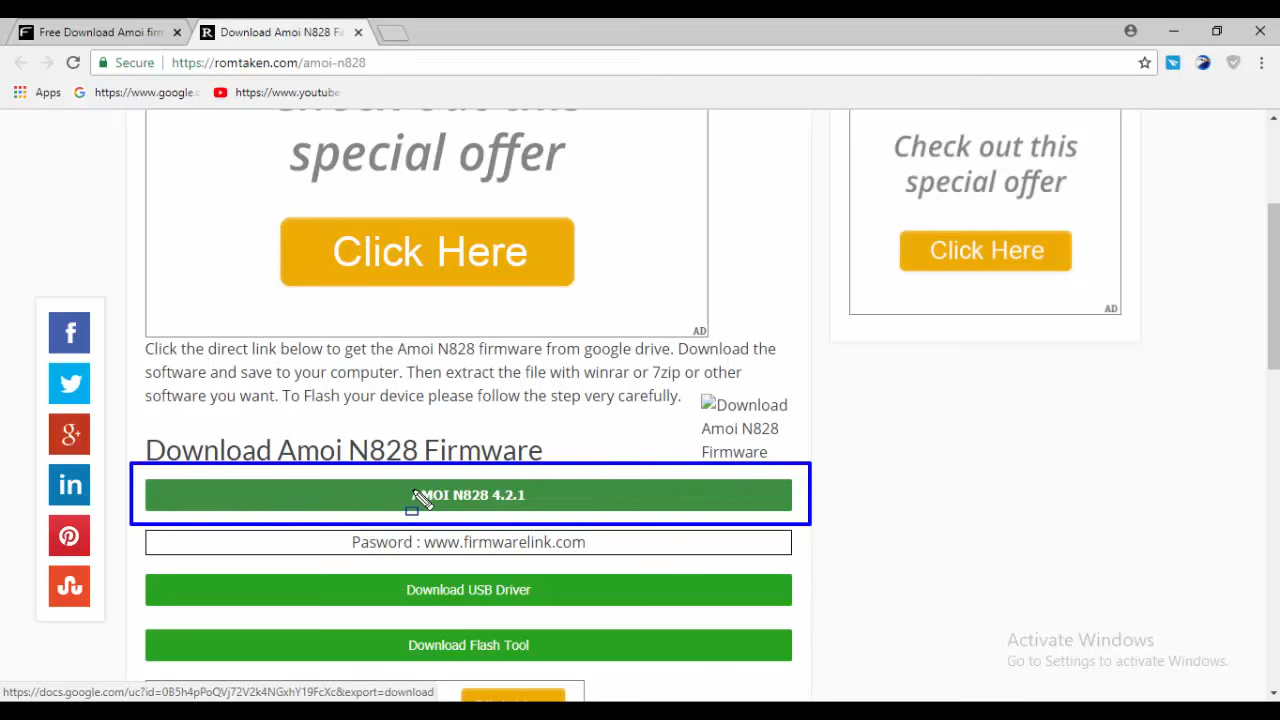 Free Download Amoi firm
Download Amoi N828 Fi
Secure
https://romtaken.com/amoi-n828
Apps
https://www.google.c
https://www.youtube
special offer
Click Here
AD
Check out this
special offer
Click Here
AD
Click the direct link below to get the Amoi N828 firmware from google drive. Download the
software and save to your computer. Then extract the file with winrar or 7zip or other
software you want. To Flash your device please follow the step very carefully.
Download
Amoi N828
Firmware
Download Amoi N828 Firmware
AMOI N828 4.2.1
Pasword : www.firmwarelink.com
Download USB Driver
Download Flash Tool
Activate Windows
Go to Settings to activate Windows.
https://docs.google.com/uc?id=0B5h4pPoQVj72V2k4NGxhY19FcXc&export=download